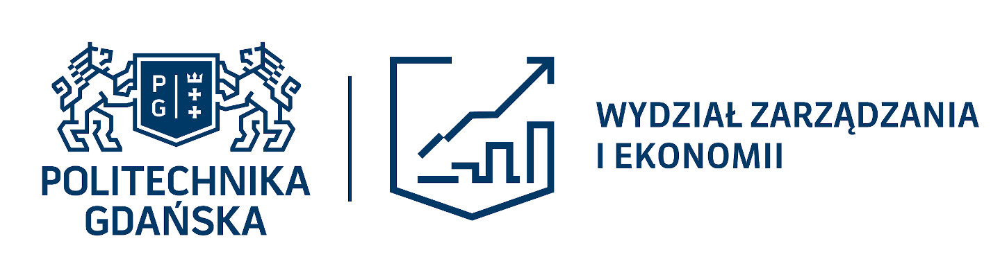 P
G
POLITECHNIKA
GDAŃSKA
WYDZIAŁ ZARZĄDZANIA
I EKONOMII